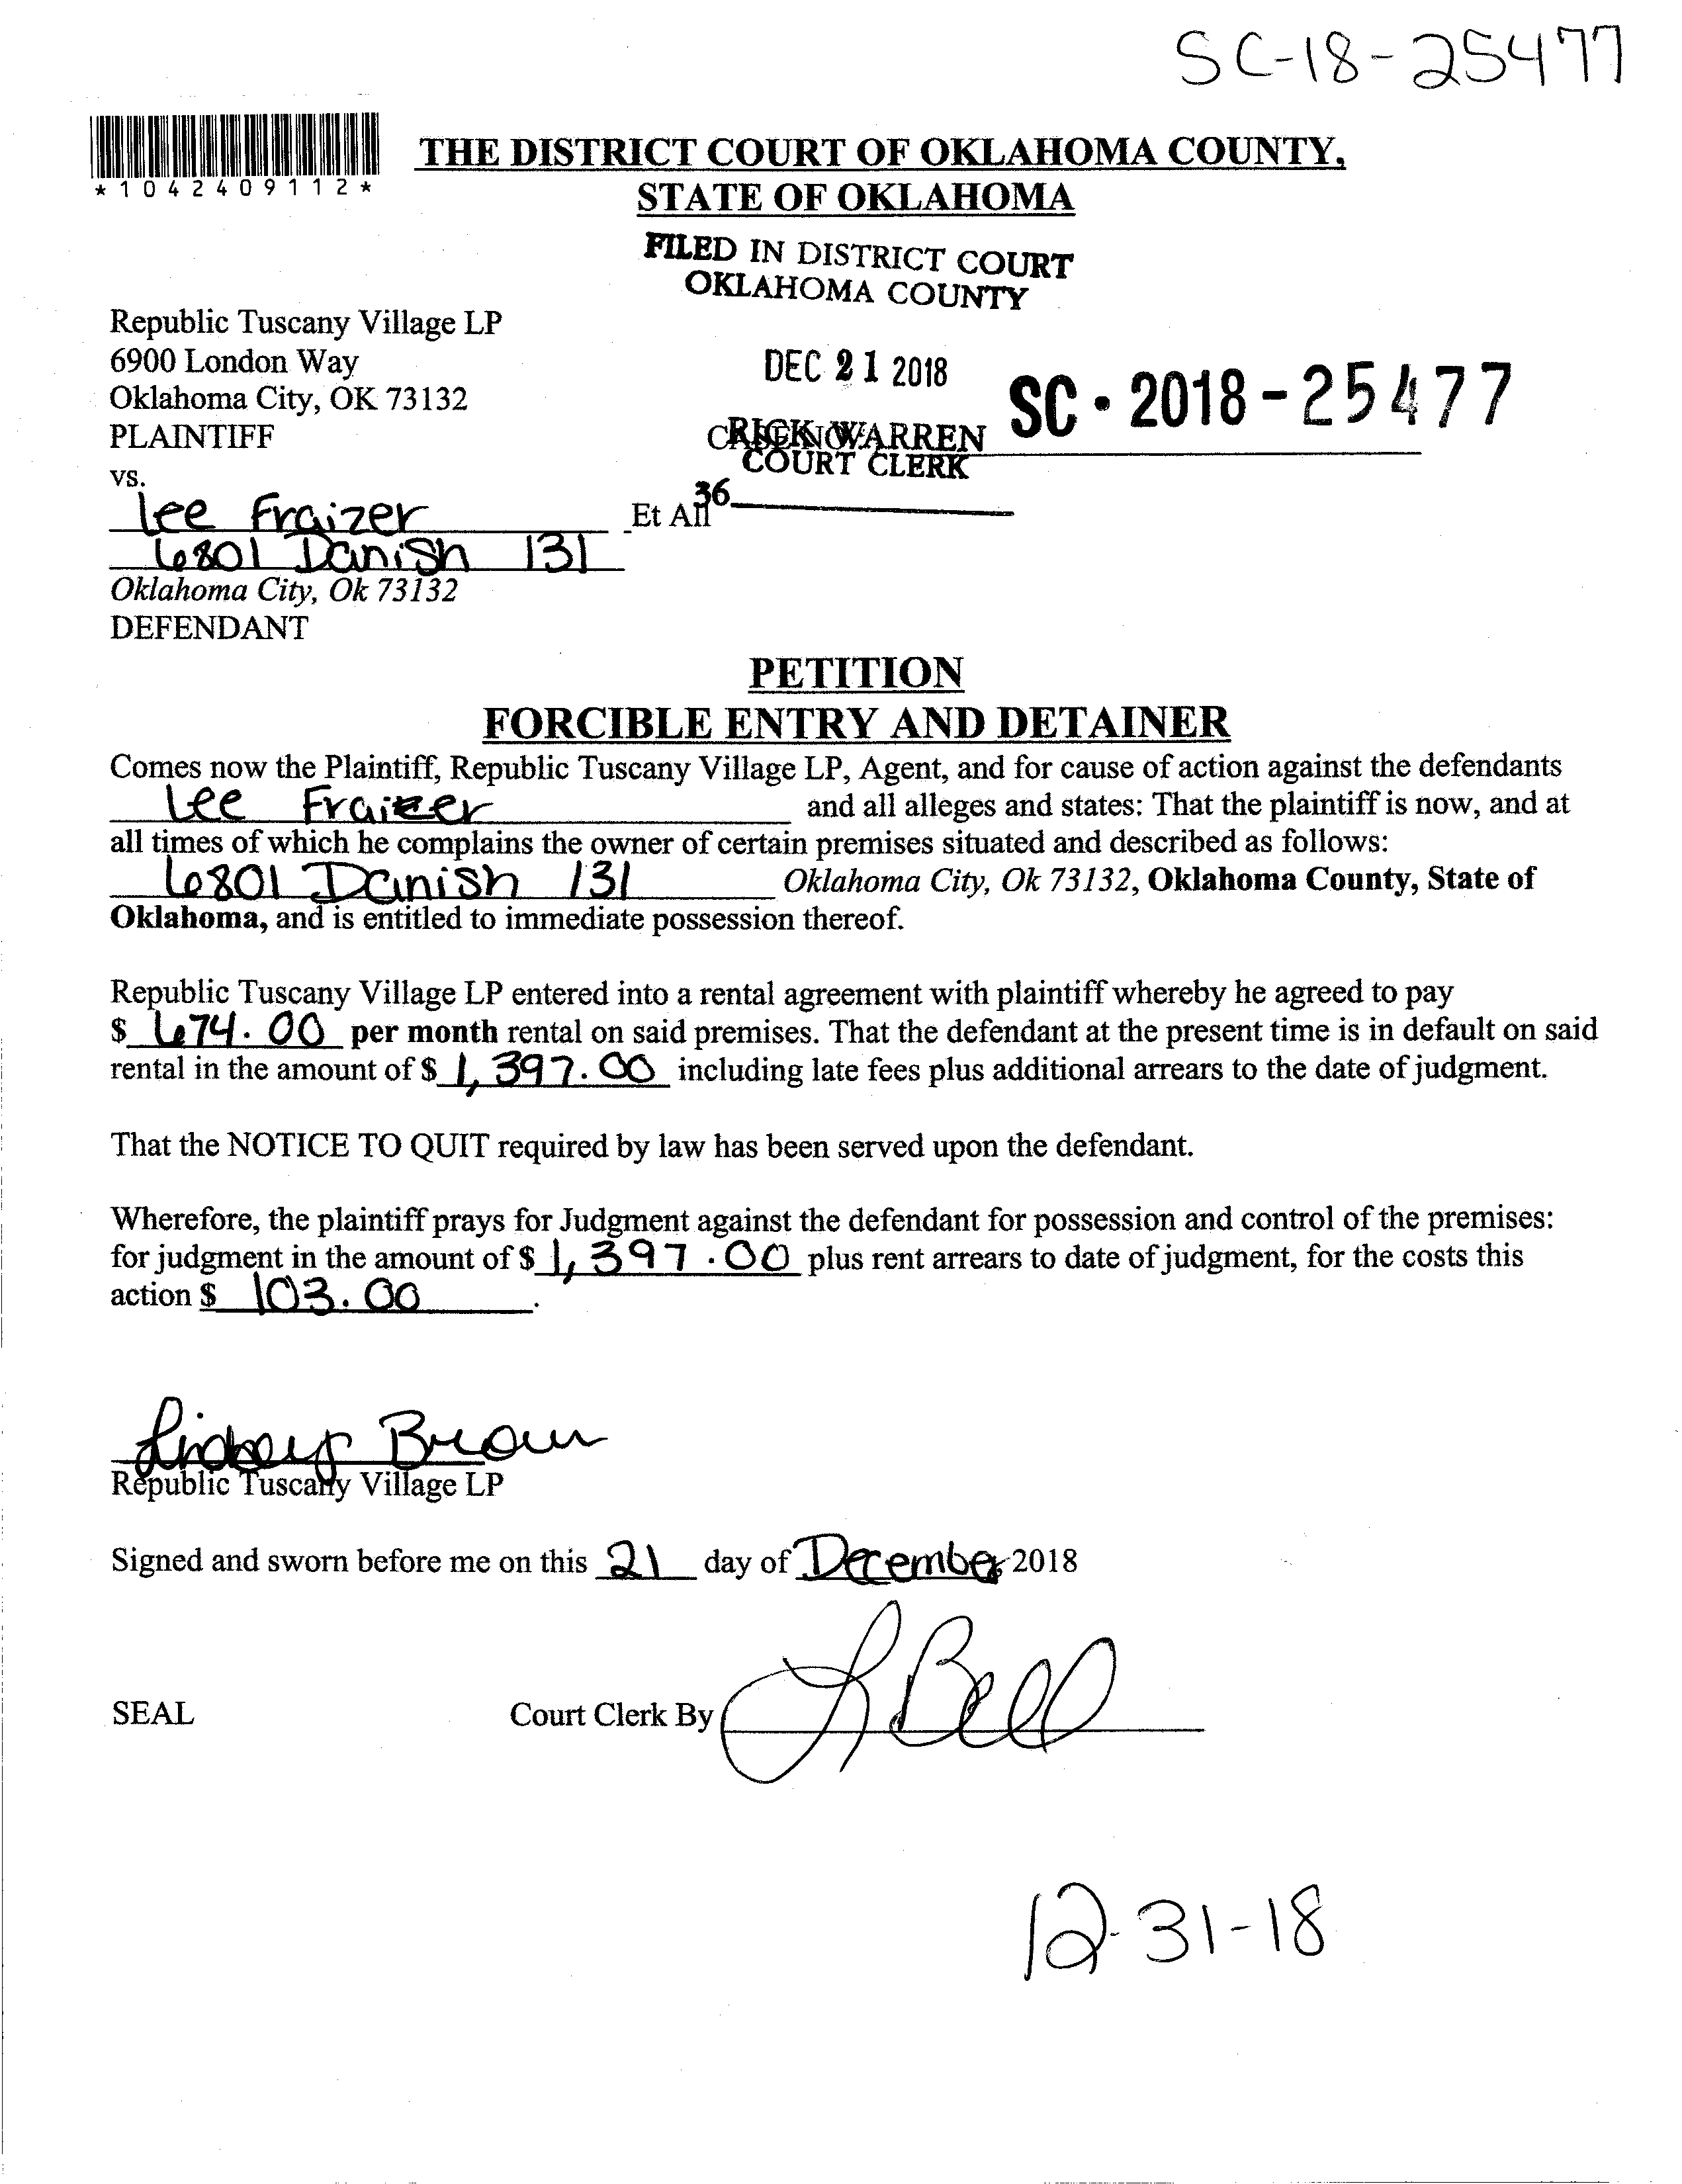 SC-18-25477
*1042409112*
THE DISTRICT COURT OF OKLAHOMA COUNTY,
STATE OF OKLAHOMA
FILED IN DISTRICT COURT
OKLAHOMA COUNTY
Republic Tuscany Village LP
6900 London Way
Oklahoma City, OK 73132
PLAINTIFF
DEC 21 2018
SC · 2018 - 25477
RICK WARREN
COURT CLERK
vs.
Lee Fraizer Et All
36
6801 Danish 131
Oklahoma City, Ok 73132
DEFENDANT
PETITION
FORCIBLE ENTRY AND DETAINER
Comes now the Plaintiff, Republic Tuscany Village LP, Agent, and for cause of action against the defendants
Lee Fraizer and all alleges and states: That the plaintiff is now, and at
all times of which he complains the owner of certain premises situated and described as follows:
6801 Danish 131 Oklahoma City, Ok 73132, Oklahoma County, State of
Oklahoma, and is entitled to immediate possession thereof.
Republic Tuscany Village LP entered into a rental agreement with plaintiff whereby he agreed to pay
$ 674.00 per month rental on said premises. That the defendant at the present time is in default on said
rental in the amount of $ 1,397.00 including late fees plus additional arrears to the date of judgment.
That the NOTICE TO QUIT required by law has been served upon the defendant.
Wherefore, the plaintiff prays for Judgment against the defendant for possession and control of the premises:
for judgment in the amount of $ 1,397.00 plus rent arrears to date of judgment, for the costs this
action $ 103.00.
Lindsey Brown
Republic Tuscany Village LP
Signed and sworn before me on this 21 day of December 2018
SEAL Court Clerk By L Bell
12-31-18